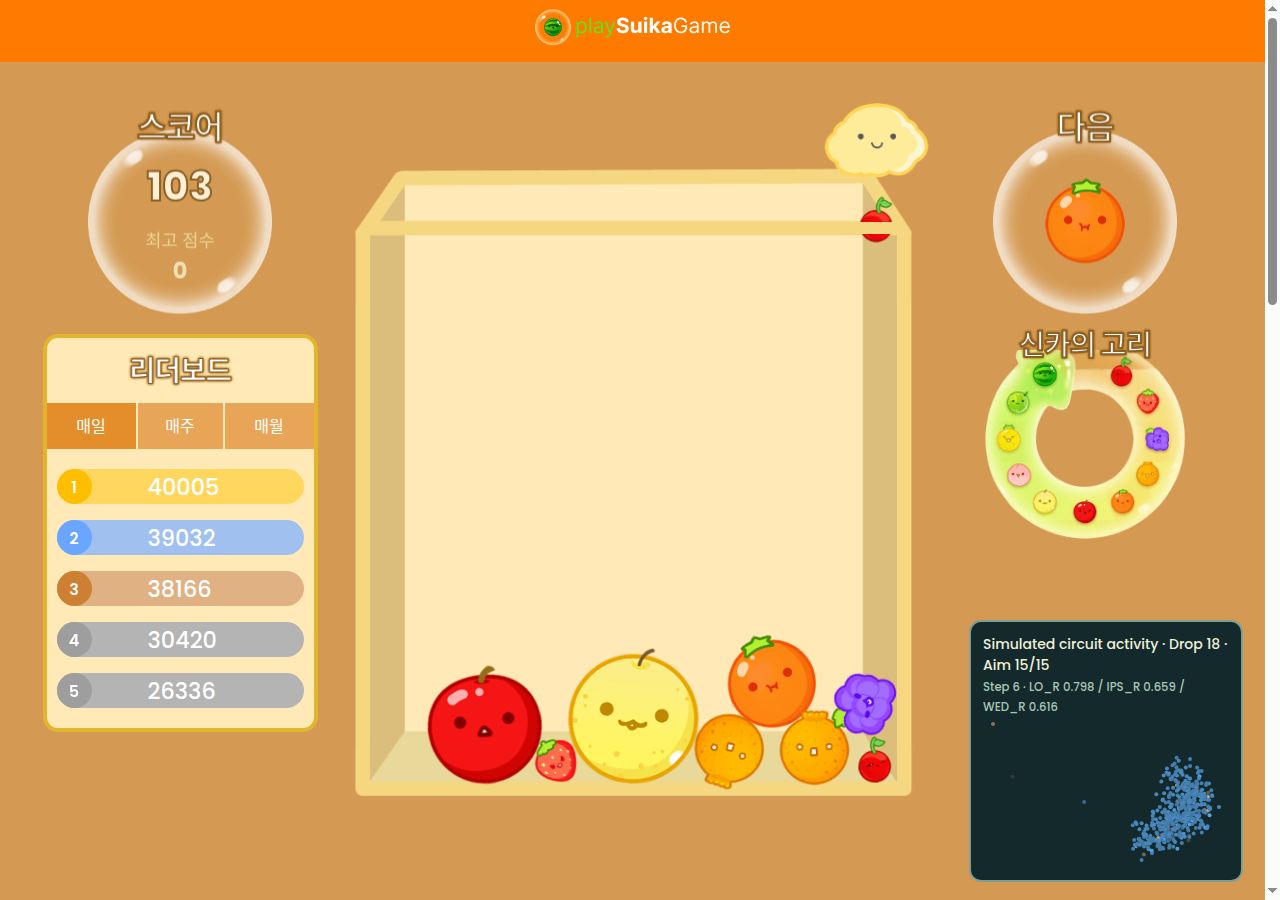 playSuikaGame
스코어
103
최고 점수
0
리더보드
매일 매주 매월
1 40005
2 39032
3 38166
4 30420
5 26336
다음
신카의 고리
Simulated circuit activity · Drop 18 ·
Aim 15/15
Step 6 · LO_R 0.798 / IPS_R 0.659 /
WED_R 0.616